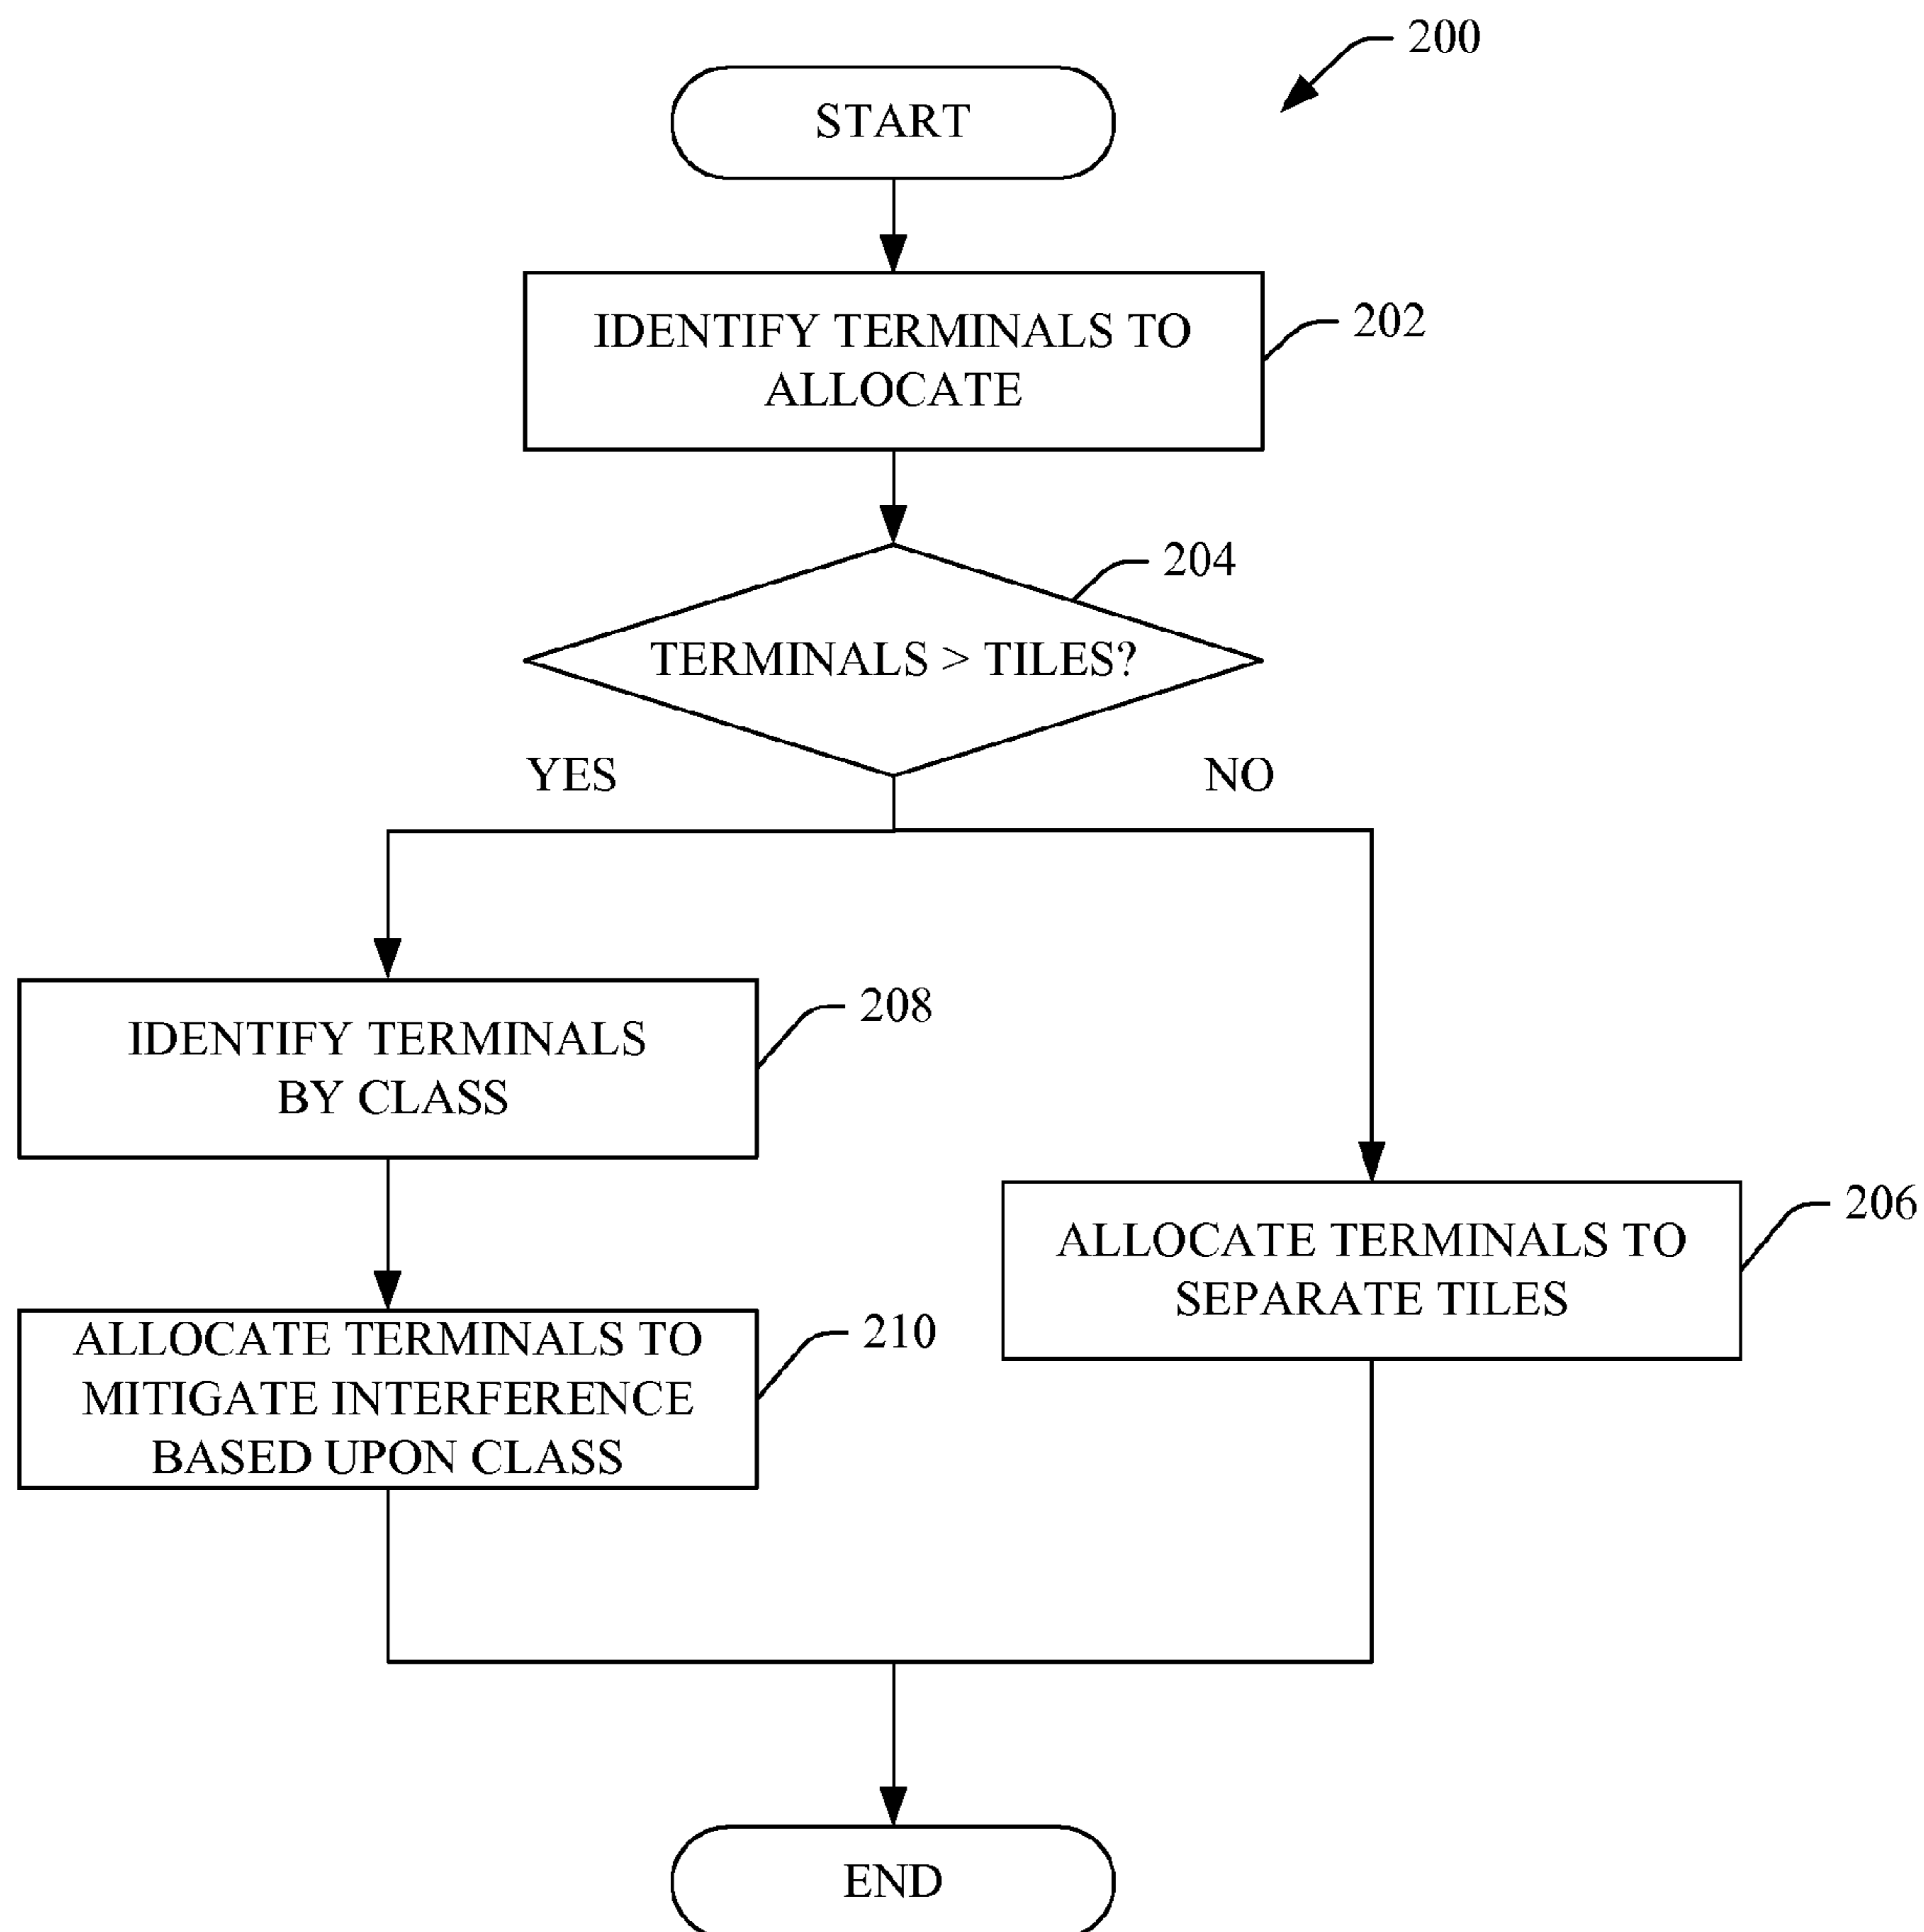 200
START
IDENTIFY TERMINALS TO
ALLOCATE
202
204
TERMINALS > TILES?
YES
NO
IDENTIFY TERMINALS
BY CLASS
208
ALLOCATE TERMINALS TO
SEPARATE TILES
206
ALLOCATE TERMINALS TO
MITIGATE INTERFERENCE
BASED UPON CLASS
210
END